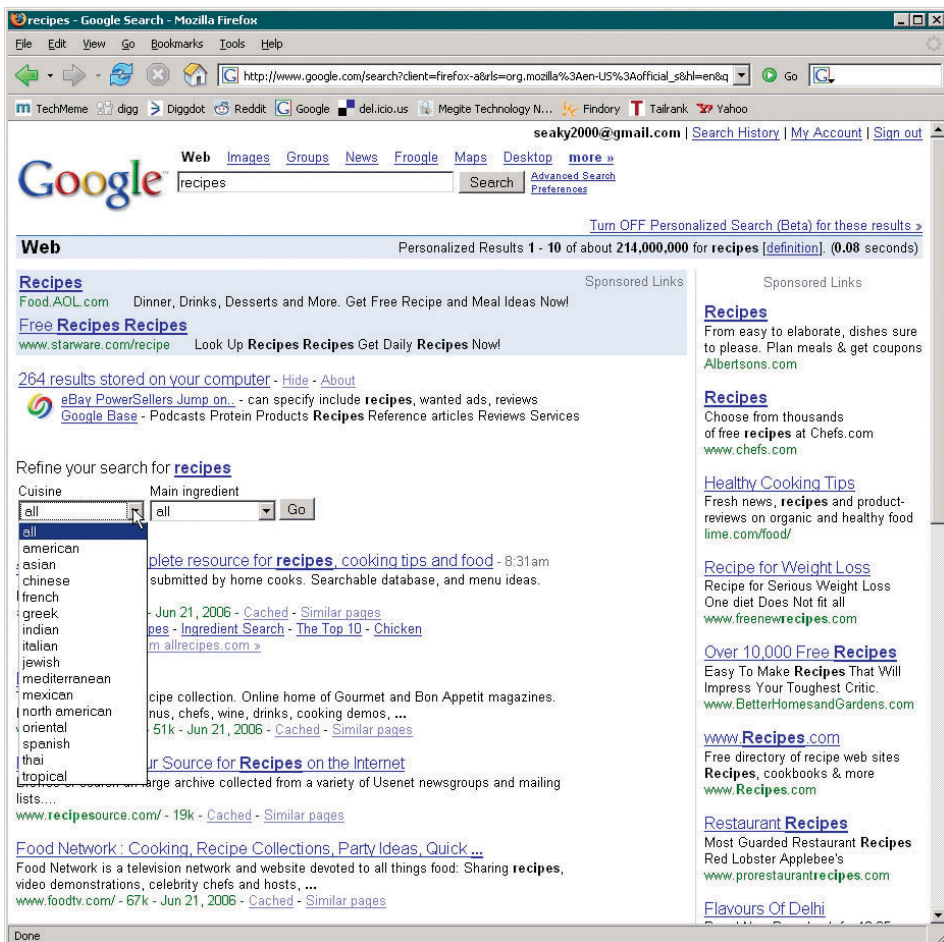 recipes - Google Search - Mozilla Firefox
File Edit View Go Bookmarks Tools Help
http://www.google.com/search?client=firefox-a&rls=org.mozilla%3Aen-US%3Aofficial_s&hl=en&q
Go
TechMeme digg Diggdot Reddit Google del.icio.us Megite Technology N... Findory Tailrank Yahoo
seaky2000@gmail.com | Search History | My Account | Sign out
Web Images Groups News Froogle Maps Desktop more »
Google
recipes
Search
Advanced Search
Preferences
Turn OFF Personalized Search (Beta) for these results »
Web
Personalized Results 1 - 10 of about 214,000,000 for recipes [definition]. (0.08 seconds)
Recipes
Sponsored Links
Food.AOL.com Dinner, Drinks, Desserts and More. Get Free Recipe and Meal Ideas Now!
Free Recipes Recipes
www.starware.com/recipe Look Up Recipes Recipes Get Daily Recipes Now!
264 results stored on your computer - Hide - About
eBay PowerSellers Jump on.. - can specify include recipes, wanted ads, reviews
Google Base - Podcasts Protein Products Recipes Reference articles Reviews Services
Refine your search for recipes
Cuisine Main ingredient
all all Go
all
american
asian
chinese
french
greek
indian
italian
jewish
mediterranean
mexican
north american
oriental
spanish
thai
tropical
plete resource for recipes, cooking tips and food - 8:31am
submitted by home cooks. Searchable database, and menu ideas.
- Jun 21, 2006 - Cached - Similar pages
pes - Ingredient Search - The Top 10 - Chicken
m allrecipes.com »
cipe collection. Online home of Gourmet and Bon Appetit magazines.
nus, chefs, wine, drinks, cooking demos, ...
- 51k - Jun 21, 2006 - Cached - Similar pages
ur Source for Recipes on the Internet
large archive collected from a variety of Usenet newsgroups and mailing
lists....
www.recipesource.com/ - 19k - Cached - Similar pages
Food Network : Cooking, Recipe Collections, Party Ideas, Quick ...
Food Network is a television network and website devoted to all things food: Sharing recipes,
video demonstrations, celebrity chefs and hosts, ...
www.foodtv.com/ - 67k - Jun 21, 2006 - Cached - Similar pages
Sponsored Links
Recipes
From easy to elaborate, dishes sure
to please. Plan meals & get coupons
Albertsons.com
Recipes
Choose from thousands
of free recipes at Chefs.com
www.chefs.com
Healthy Cooking Tips
Fresh news, recipes and product-
reviews on organic and healthy food
lime.com/food/
Recipe for Weight Loss
Recipe for Serious Weight Loss
One diet Does Not fit all
www.freenewrecipes.com
Over 10,000 Free Recipes
Easy To Make Recipes That Will
Impress Your Toughest Critic.
www.BetterHomesandGardens.com
www.Recipes.com
Free directory of recipe web sites
Recipes, cookbooks & more
www.Recipes.com
Restaurant Recipes
Most Guarded Restaurant Recipes
Red Lobster Applebee's
www.prorestaurantrecipes.com
Flavours Of Delhi
Done